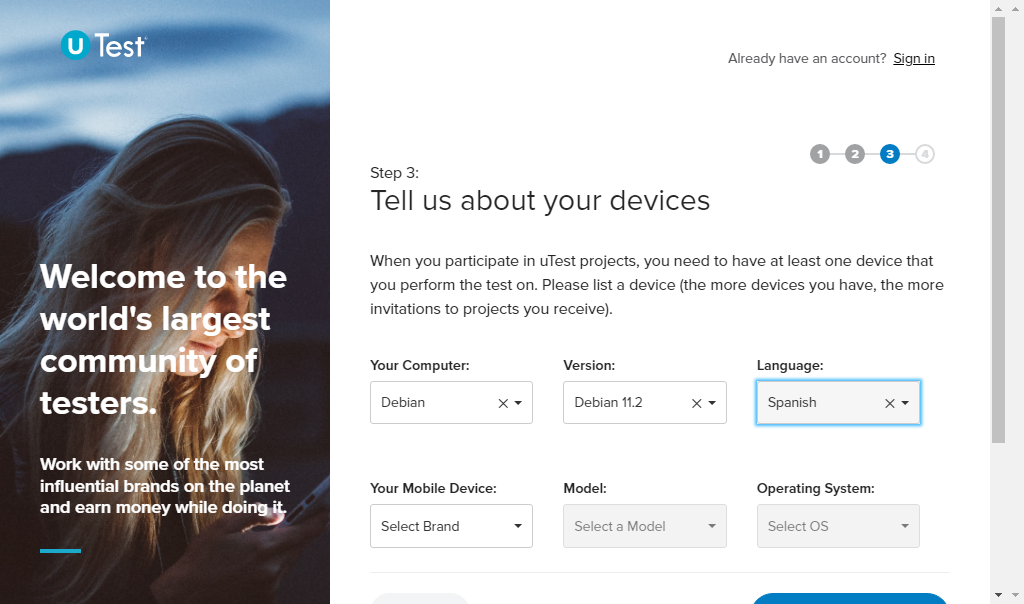 U Test
Already have an account? Sign in
1 2 3 4
Step 3:
Tell us about your devices
Welcome to the
world's largest
community of
testers.
Work with some of the most
influential brands on the planet
and earn money while doing it.
When you participate in uTest projects, you need to have at least one device that
you perform the test on. Please list a device (the more devices you have, the more
invitations to projects you receive).
Your Computer: Version: Language:
Debian Debian 11.2 Spanish
Your Mobile Device: Model: Operating System:
Select Brand Select a Model Select OS